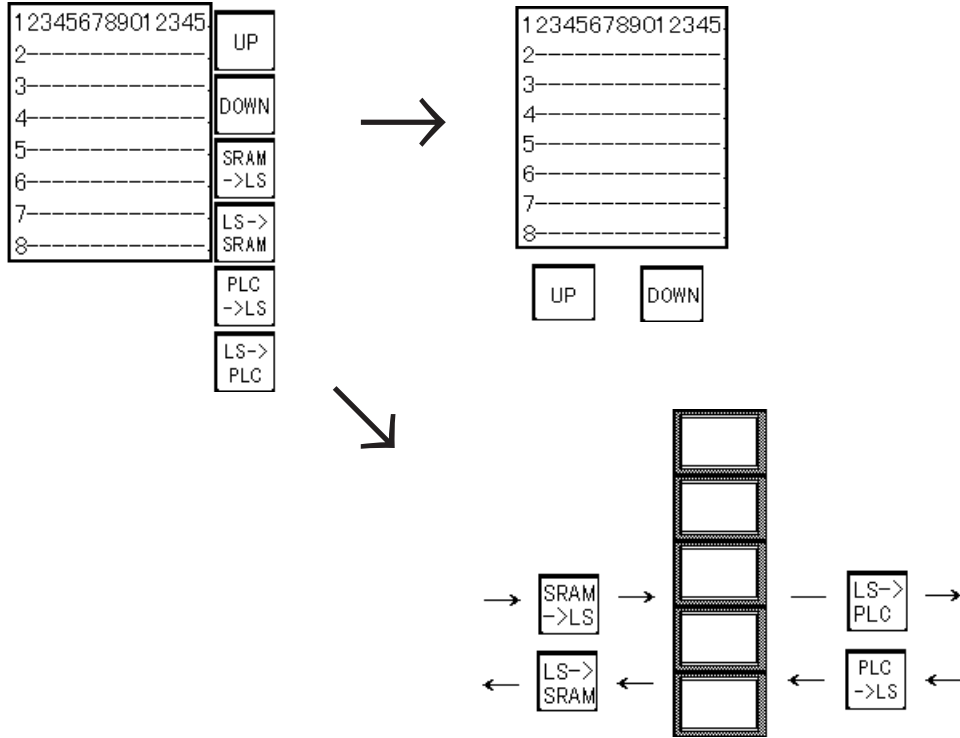 123456789012345
2-----------------
3-----------------
4-----------------
5-----------------
6-----------------
7-----------------
8-----------------
UP
DOWN
SRAM
->LS
LS->
SRAM
PLC
->LS
LS->
PLC
123456789012345
2-----------------
3-----------------
4-----------------
5-----------------
6-----------------
7-----------------
8-----------------
UP
DOWN
SRAM
->LS
LS->
PLC
LS->
SRAM
PLC
->LS